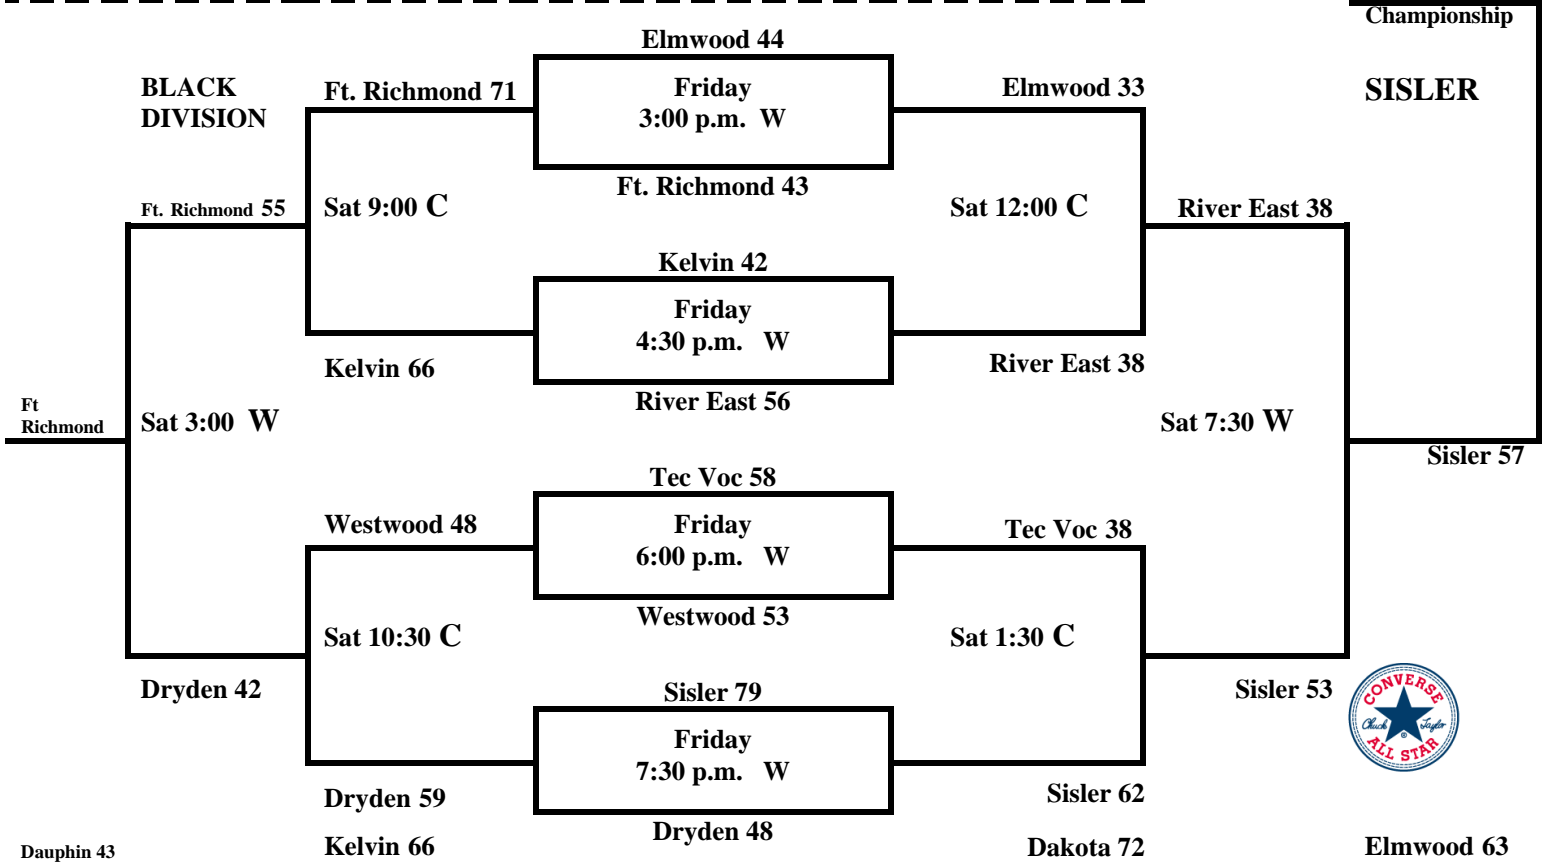 Championship
Elmwood 44
BLACK
DIVISION
Ft. Richmond 71
Friday
3:00 p.m. W
Elmwood 33
SISLER
Ft. Richmond 43
Ft. Richmond 55
Sat 9:00 C
Sat 12:00 C
River East 38
Kelvin 42
Friday
4:30 p.m. W
Kelvin 66
River East 38
River East 56
Ft
Richmond
Sat 3:00 W
Sat 7:30 W
Sisler 57
Tec Voc 58
Westwood 48
Friday
6:00 p.m. W
Tec Voc 38
Westwood 53
Sat 10:30 C
Sat 1:30 C
Dryden 42
Sisler 79
Sisler 53
CONVERSE
Chuck Taylor
®
ALL STAR
Friday
7:30 p.m. W
Dryden 59
Sisler 62
Dryden 48
Dauphin 43
Kelvin 66
Dakota 72
Elmwood 63